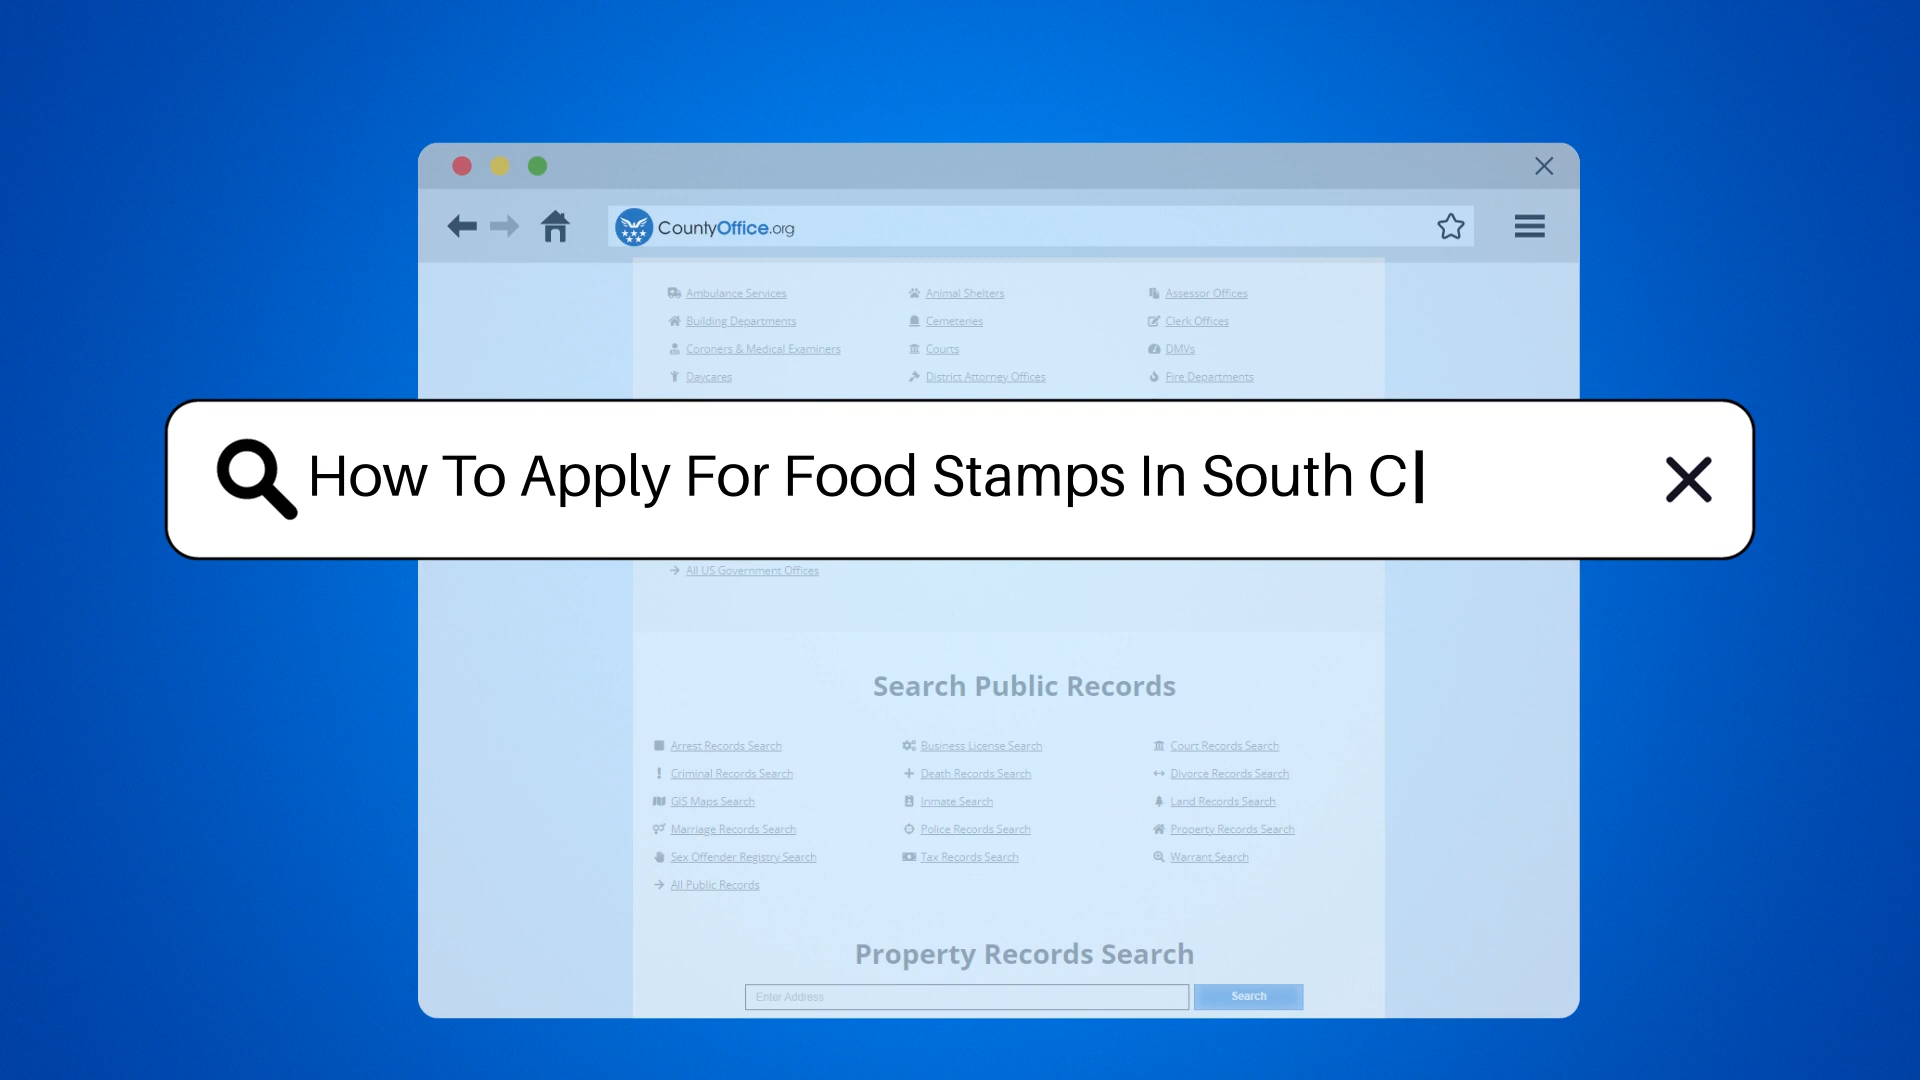 CountyOffice.org
Ambulance Services Animal Shelters Assessor Offices
Building Departments Cemeteries Clerk Offices
Coroners & Medical Examiners Courts DMVs
Daycares District Attorney Offices Fire Departments
How To Apply For Food Stamps In South C
All US Government Offices
Search Public Records
Arrest Records Search Business License Search Court Records Search
Criminal Records Search Death Records Search Divorce Records Search
GIS Maps Search Inmate Search Land Records Search
Marriage Records Search Police Records Search Property Records Search
Sex Offender Registry Search Tax Records Search Warrant Search
All Public Records
Property Records Search
Enter Address Search